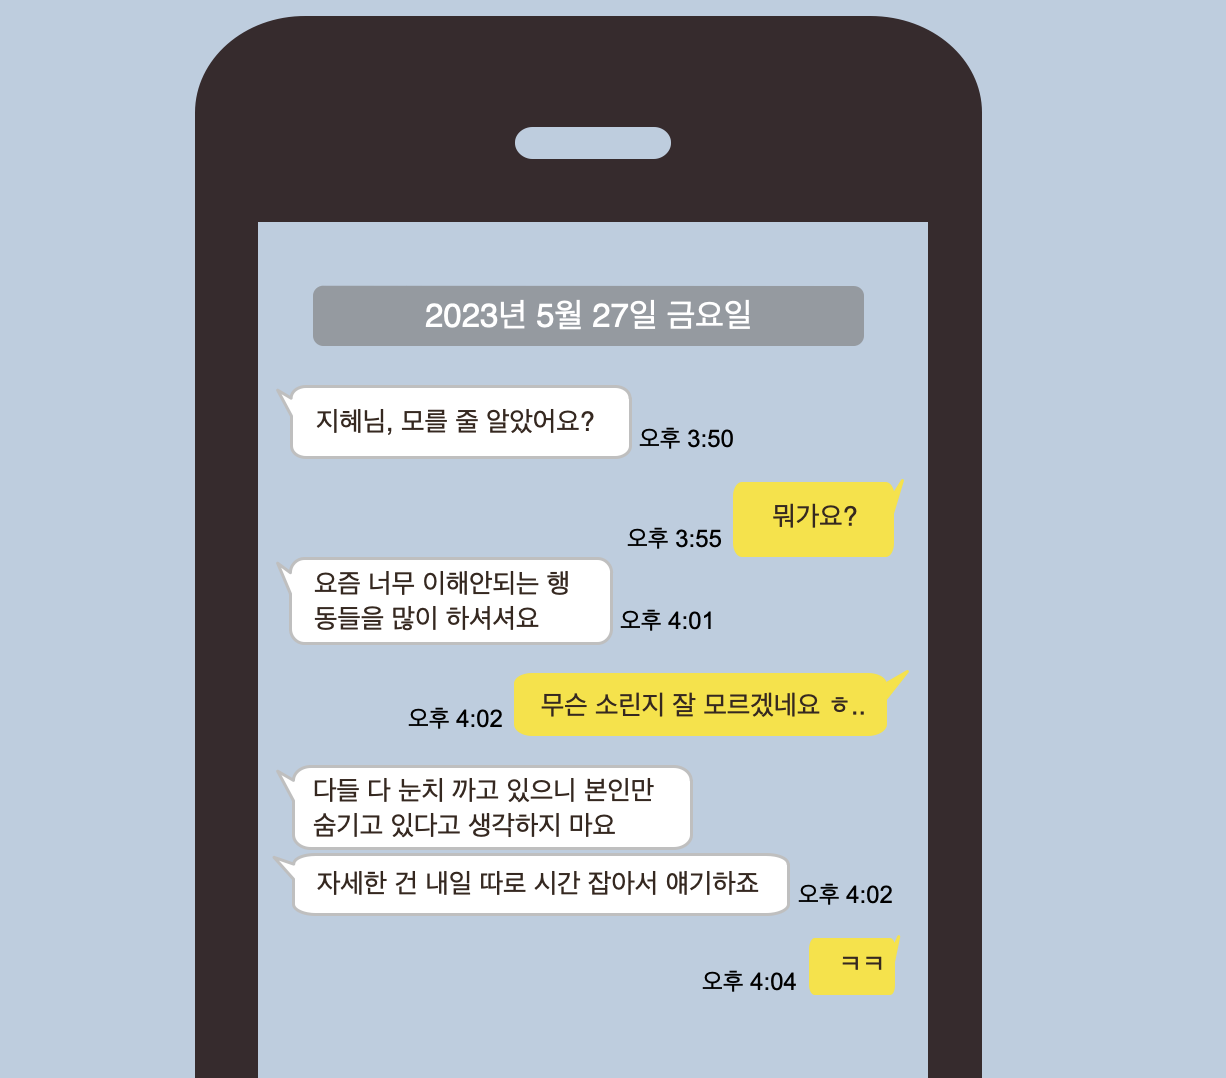 2023년 5월 27일 금요일
지혜님, 모를 줄 알았어요?
오후 3:50
뭐가요?
오후 3:55
요즘 너무 이해안되는 행
동들을 많이 하셔셔요
오후 4:01
무슨 소린지 잘 모르겠네요 ㅎ..
오후 4:02
다들 다 눈치 까고 있으니 본인만
숨기고 있다고 생각하지 마요
자세한 건 내일 따로 시간 잡아서 얘기하죠
오후 4:02
ㅋㅋ
오후 4:04